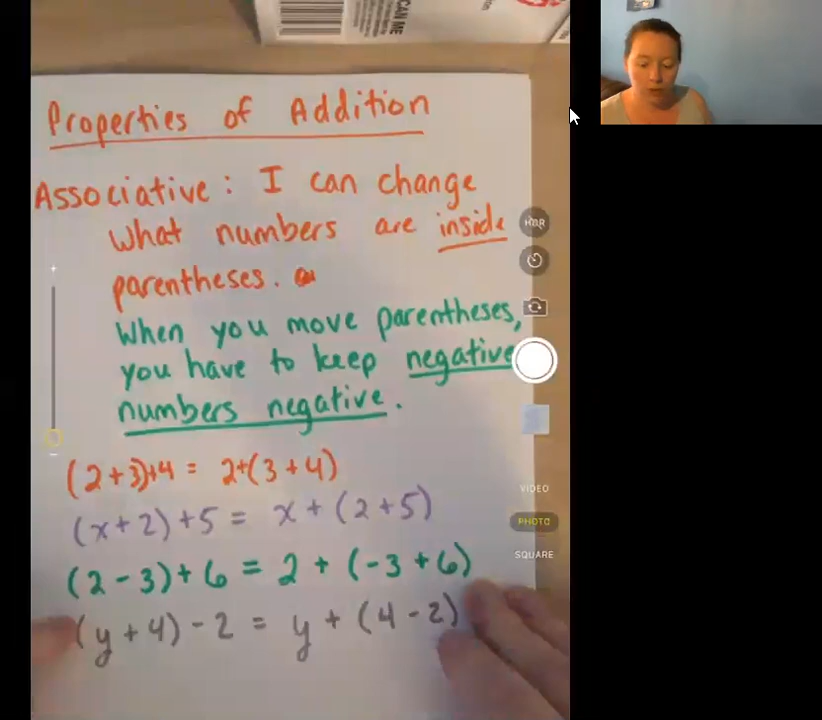 CAN ME
Properties of Addition
Associative: I can change
what numbers are inside
parentheses.
When you move parentheses,
you have to keep negative
numbers negative.
(2+3)+4 = 2+(3+4)
(x+2)+5 = x+(2+5)
(2-3)+6 = 2+(-3+6)
(y+4)-2 = y+(4-2)
VIDEO
PHOTO
SQUARE